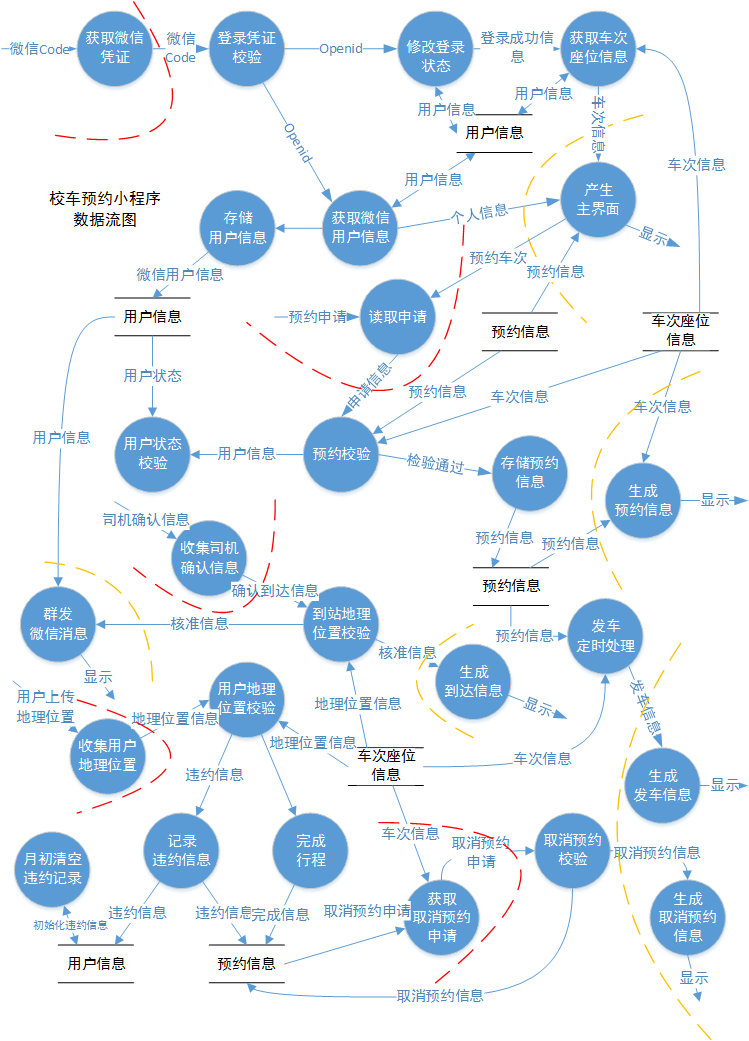 微信Code
获取微信
凭证
微信
Code
登录凭证
校验
Openid
修改登录
状态
登录成功信
息
获取车次
座位信息
用户信息
用户信息
用户信息
车次信息
车次信息
Openid
用户信息
校车预约小程序
数据流图
存储
用户信息
获取微信
用户信息
个人信息
产生
主界面
显示
预约车次
预约信息
微信用户信息
用户信息
预约申请
读取申请
预约信息
车次座位
信息
用户状态
申请信息
预约信息
车次信息
车次信息
用户信息
用户状态
校验
用户信息
预约校验
检验通过
存储预约
信息
生成
预约信息
显示
司机确认信息
收集司机
确认信息
预约信息
预约信息
预约信息
确认到达信息
群发
微信消息
核准信息
到站地理
位置校验
核准信息
预约信息
发车
定时处理
显示
生成
到达信息
显示
发车信息
用户上传
地理位置
地理位置信息
用户地理
位置校验
地理位置信息
地理位置信息
收集用户
地理位置
车次座位
信息
车次信息
生成
发车信息
显示
违约信息
月初清空
违约记录
记录
违约信息
完成
行程
车次信息
取消预约
申请
取消预约
校验
取消预约信息
初始化违约信息
违约信息
违约信息
完成信息
取消预约申请
获取
取消预约
申请
生成
取消预约
信息
用户信息
预约信息
取消预约信息
显示